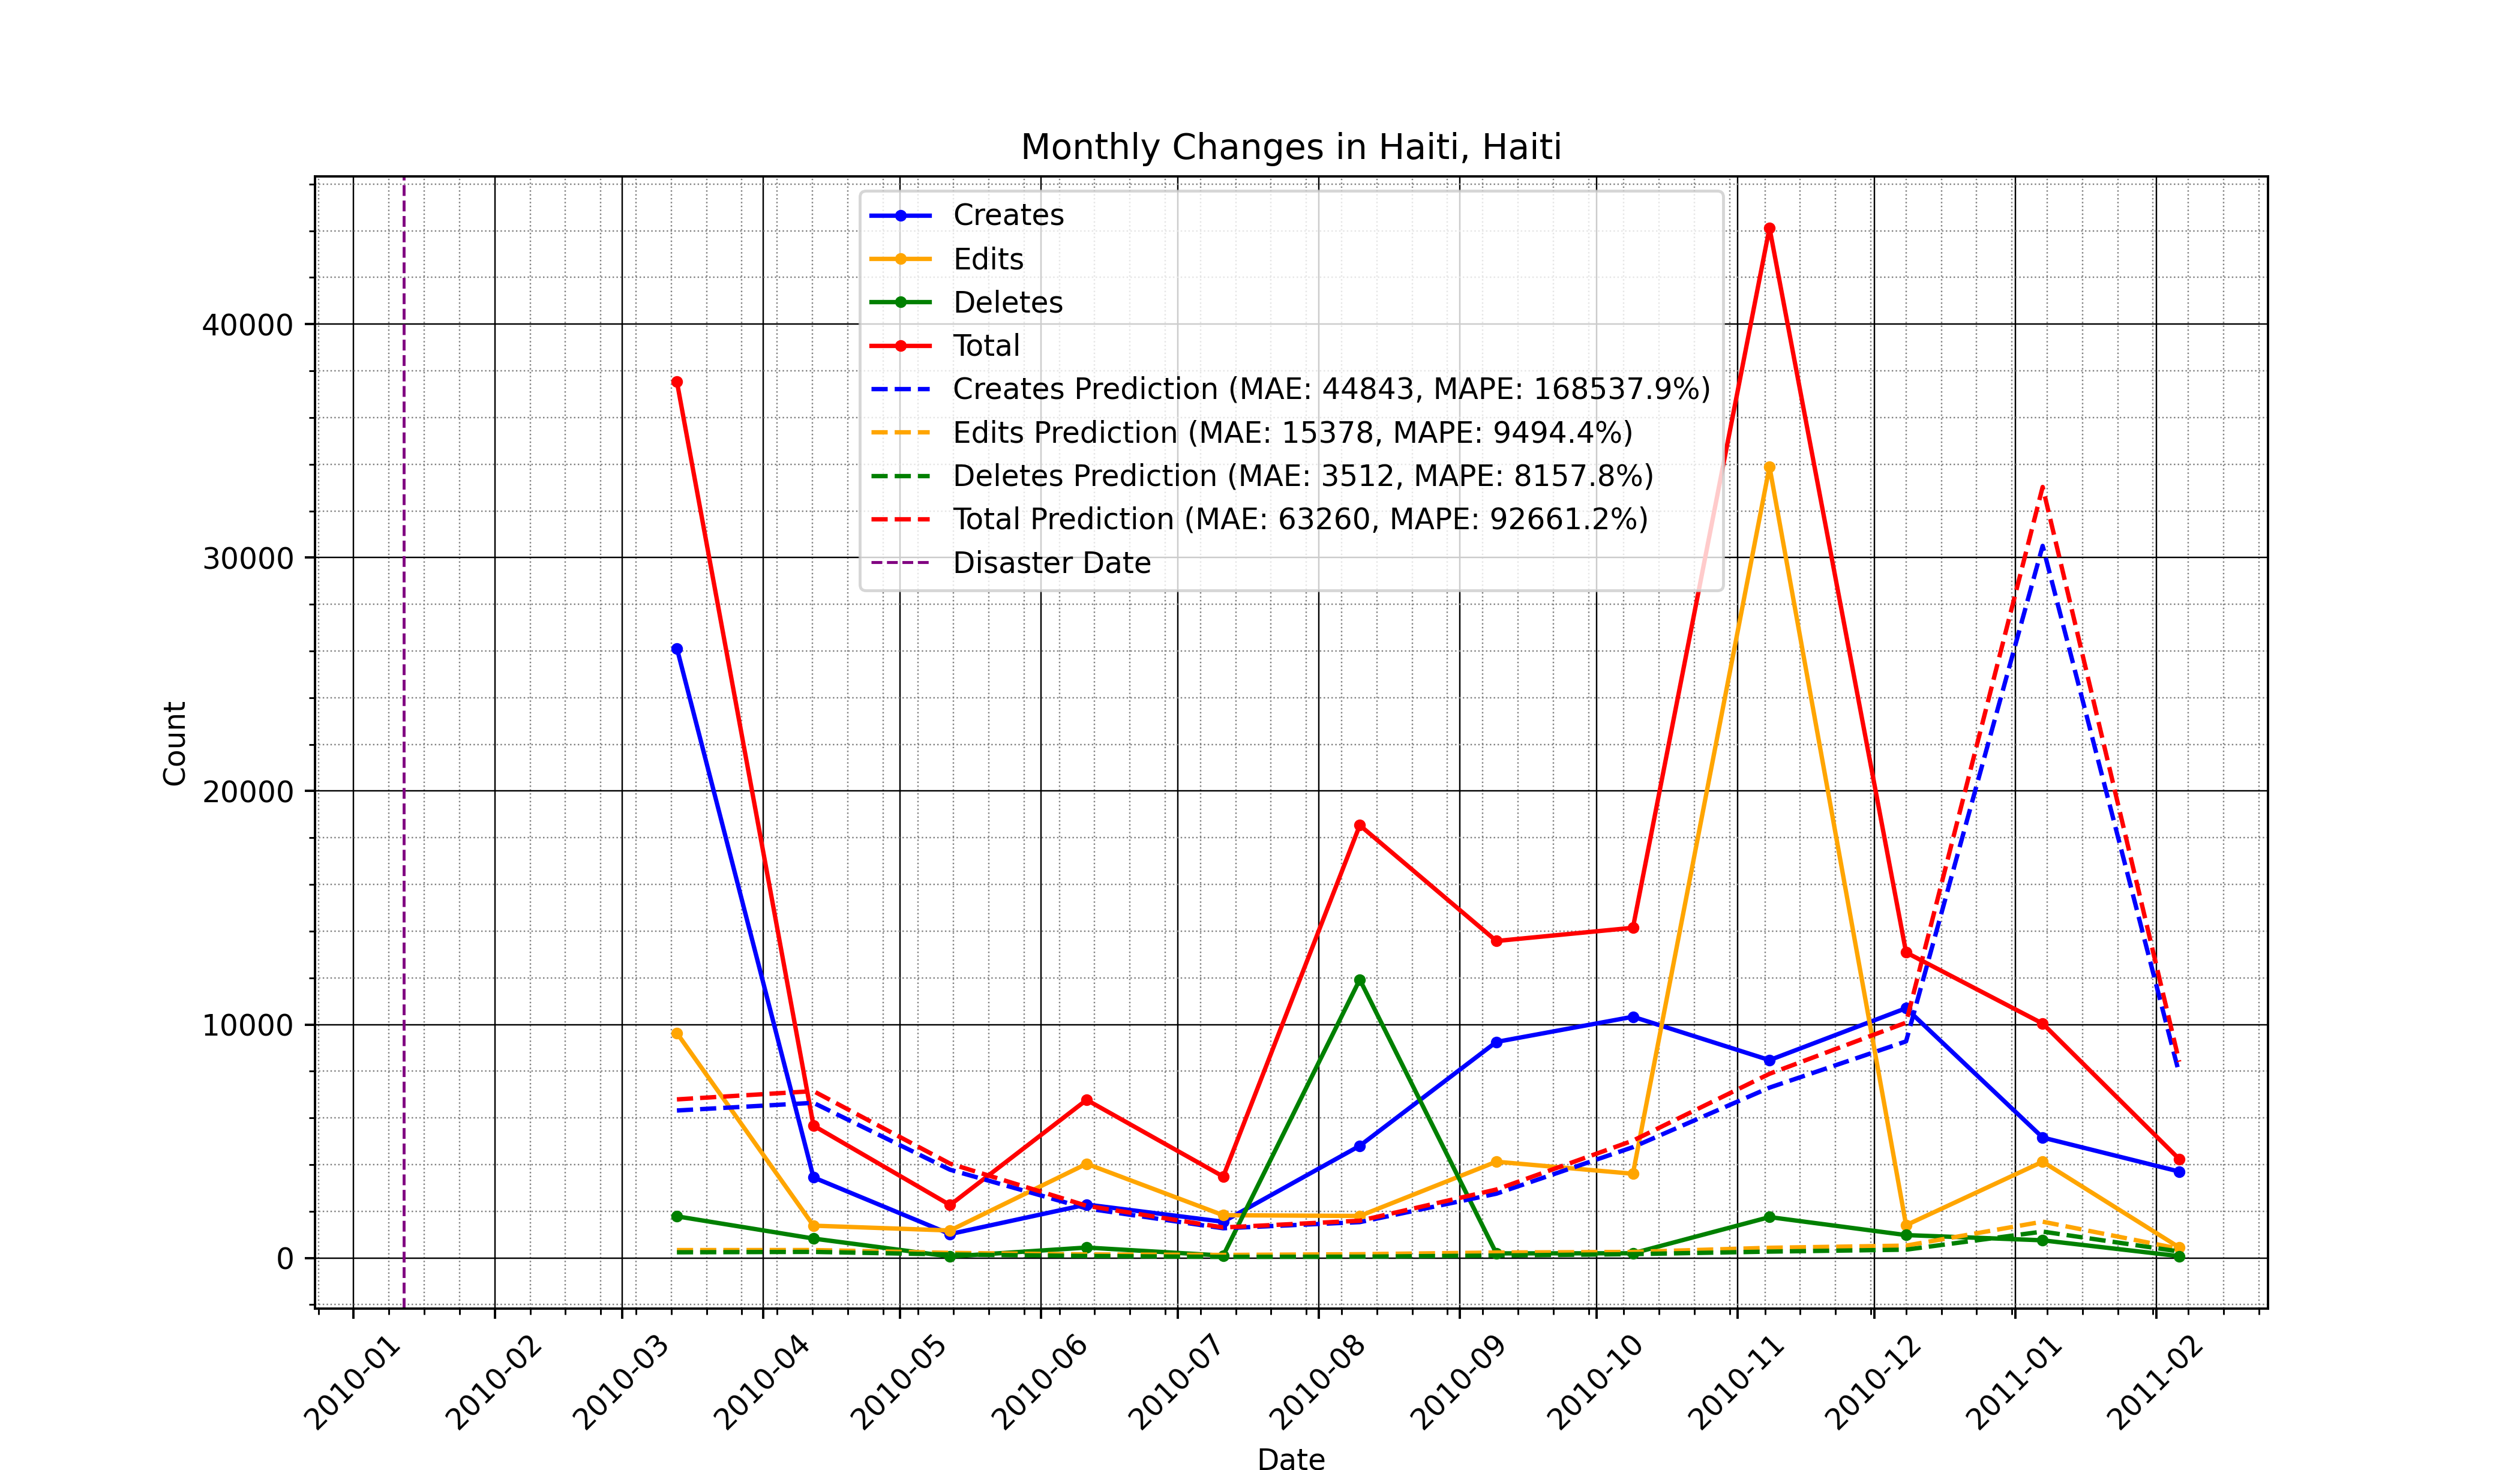 Monthly Changes in Haiti, Haiti
Creates
Edits
Deletes
Total
Creates Prediction (MAE: 44843, MAPE: 168537.9%)
Edits Prediction (MAE: 15378, MAPE: 9494.4%)
Deletes Prediction (MAE: 3512, MAPE: 8157.8%)
Total Prediction (MAE: 63260, MAPE: 92661.2%)
Disaster Date
Count
40000
30000
20000
10000
0
2010-01
2010-02
2010-03
2010-04
2010-05
2010-06
2010-07
2010-08
2010-09
2010-10
2010-11
2010-12
2011-01
2011-02
Date